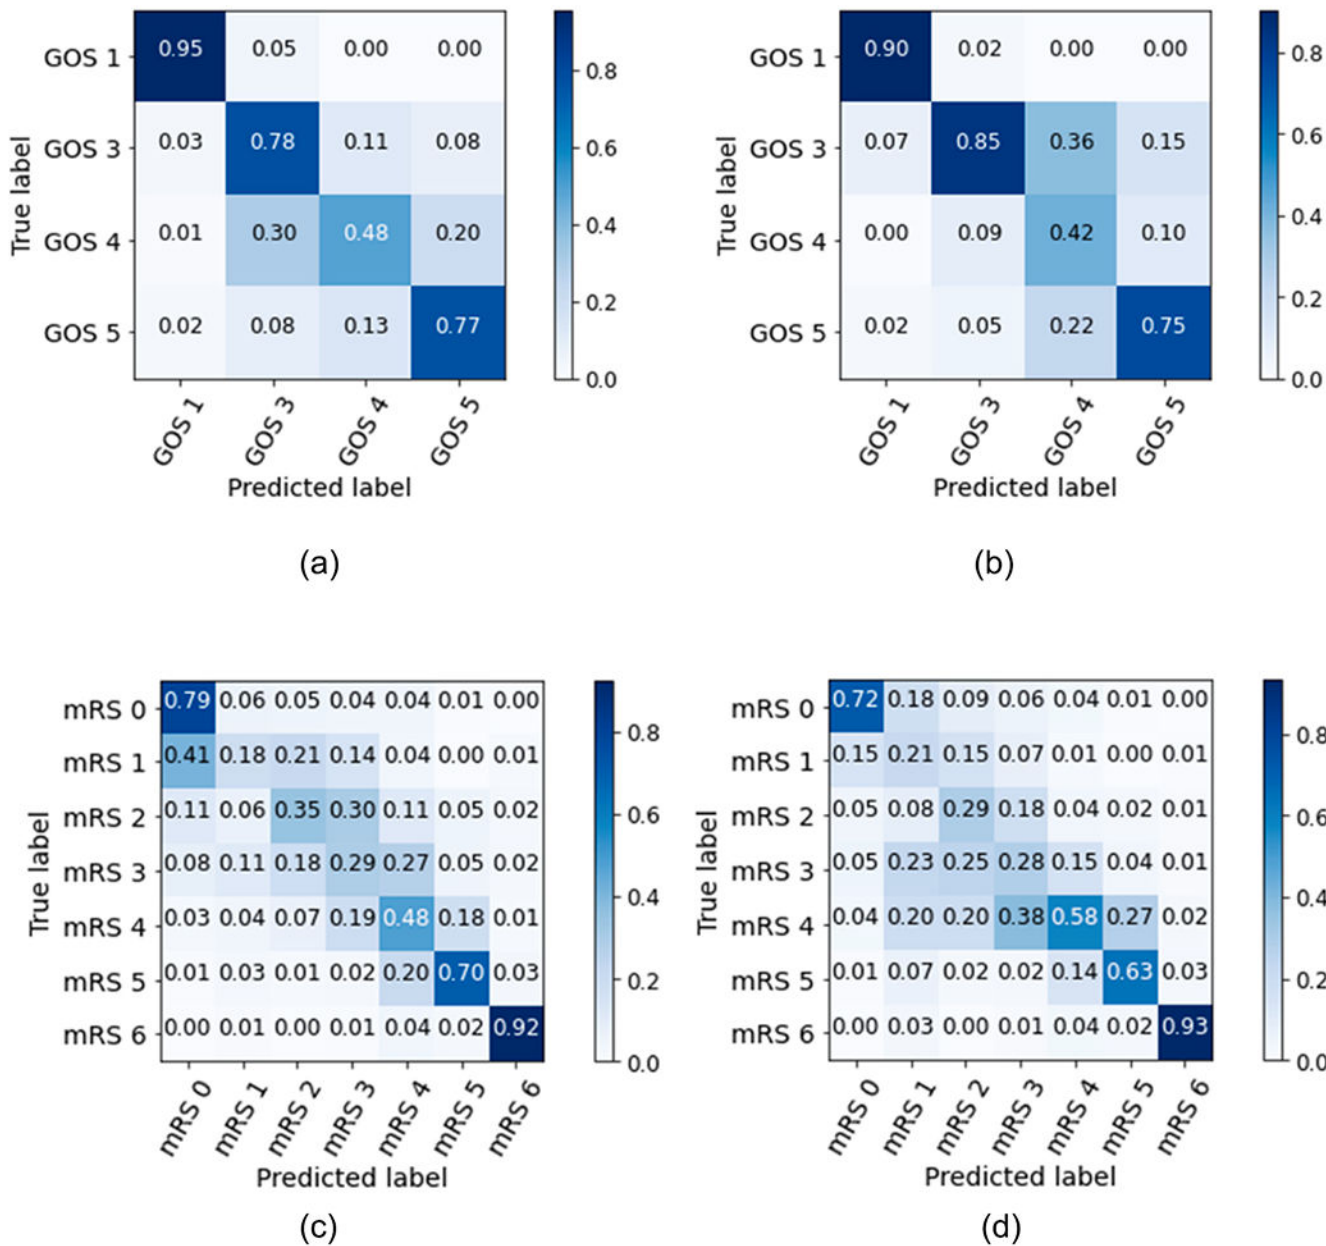 GOS 1 0.95 0.05 0.00 0.00
GOS 3 0.03 0.78 0.11 0.08
GOS 4 0.01 0.30 0.48 0.20
GOS 5 0.02 0.08 0.13 0.77
True label
GOS 1 GOS 3 GOS 4 GOS 5
Predicted label
0.8
0.6
0.4
0.2
0.0
(a)
GOS 1 0.90 0.02 0.00 0.00
GOS 3 0.07 0.85 0.36 0.15
GOS 4 0.00 0.09 0.42 0.10
GOS 5 0.02 0.05 0.22 0.75
True label
GOS 1 GOS 3 GOS 4 GOS 5
Predicted label
0.8
0.6
0.4
0.2
0.0
(b)
mRS 0 0.79 0.06 0.05 0.04 0.04 0.01 0.00
mRS 1 0.41 0.18 0.21 0.14 0.04 0.00 0.01
mRS 2 0.11 0.06 0.35 0.30 0.11 0.05 0.02
mRS 3 0.08 0.11 0.18 0.29 0.27 0.05 0.02
mRS 4 0.03 0.04 0.07 0.19 0.48 0.18 0.01
mRS 5 0.01 0.03 0.01 0.02 0.20 0.70 0.03
mRS 6 0.00 0.01 0.00 0.01 0.04 0.02 0.92
True label
mRS 0 mRS 1 mRS 2 mRS 3 mRS 4 mRS 5 mRS 6
Predicted label
0.8
0.6
0.4
0.2
0.0
(c)
mRS 0 0.72 0.18 0.09 0.06 0.04 0.01 0.00
mRS 1 0.15 0.21 0.15 0.07 0.01 0.00 0.01
mRS 2 0.05 0.08 0.29 0.18 0.04 0.02 0.01
mRS 3 0.05 0.23 0.25 0.28 0.15 0.04 0.01
mRS 4 0.04 0.20 0.20 0.38 0.58 0.27 0.02
mRS 5 0.01 0.07 0.02 0.02 0.14 0.63 0.03
mRS 6 0.00 0.03 0.00 0.01 0.04 0.02 0.93
True label
mRS 0 mRS 1 mRS 2 mRS 3 mRS 4 mRS 5 mRS 6
Predicted label
0.8
0.6
0.4
0.2
0.0
(d)